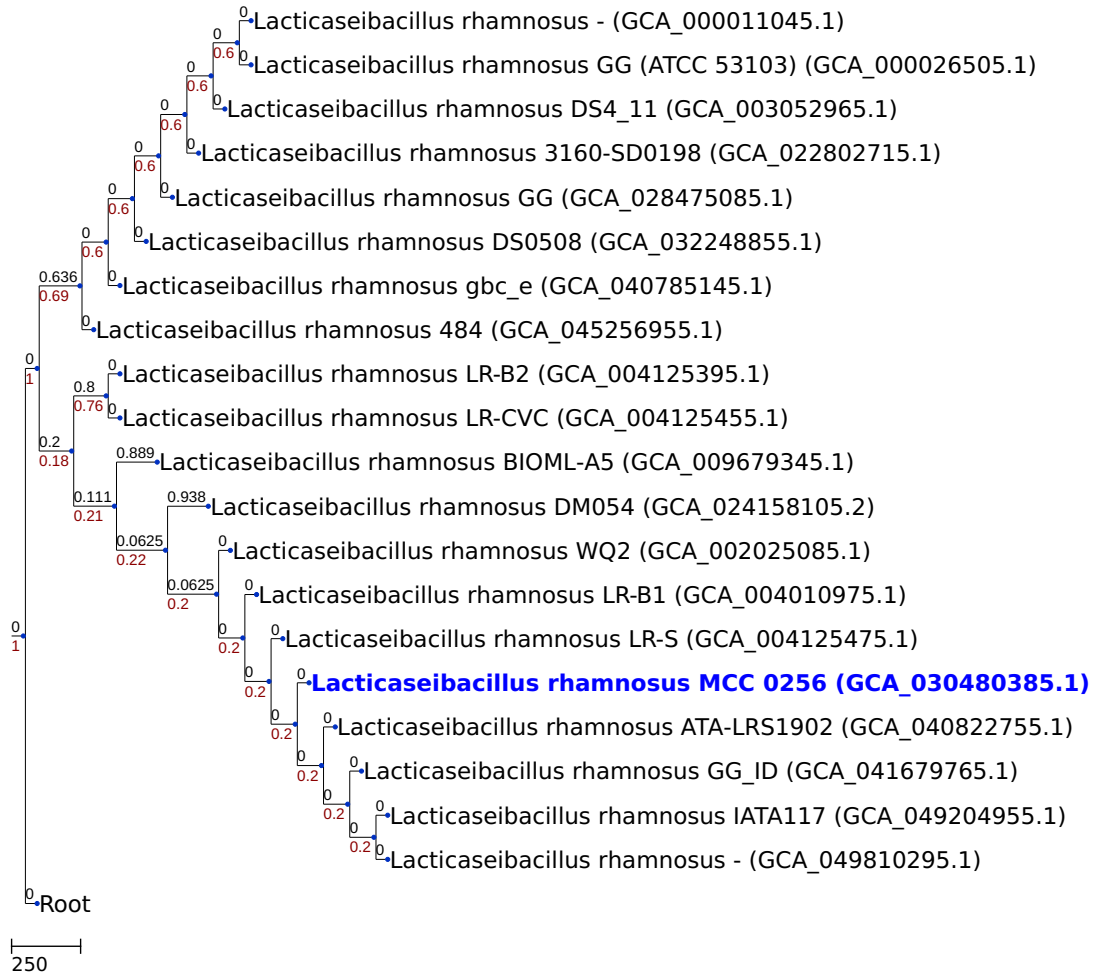 0
0
Lacticaseibacillus rhamnosus - (GCA_000011045.1)
0.6
0
0
Lacticaseibacillus rhamnosus GG (ATCC 53103) (GCA_000026505.1)
0.6
0
0
Lacticaseibacillus rhamnosus DS4_11 (GCA_003052965.1)
0.6
0
0
Lacticaseibacillus rhamnosus 3160-SD0198 (GCA_022802715.1)
0.6
0
0
Lacticaseibacillus rhamnosus GG (GCA_028475085.1)
0.6
0
0
Lacticaseibacillus rhamnosus DS0508 (GCA_032248855.1)
0.6
0.636
0
Lacticaseibacillus rhamnosus gbc_e (GCA_040785145.1)
0.69
0
Lacticaseibacillus rhamnosus 484 (GCA_045256955.1)
0
1
0
Lacticaseibacillus rhamnosus LR-B2 (GCA_004125395.1)
0.8
0.76
0
Lacticaseibacillus rhamnosus LR-CVC (GCA_004125455.1)
0.2
0.18
0.889
Lacticaseibacillus rhamnosus BIOML-A5 (GCA_009679345.1)
0.111
0.21
0.938
Lacticaseibacillus rhamnosus DM054 (GCA_024158105.2)
0.0625
0.22
0
Lacticaseibacillus rhamnosus WQ2 (GCA_002025085.1)
0.0625
0.2
0
Lacticaseibacillus rhamnosus LR-B1 (GCA_004010975.1)
0
0.2
0
Lacticaseibacillus rhamnosus LR-S (GCA_004125475.1)
0
0.2
0
Lacticaseibacillus rhamnosus MCC 0256 (GCA_030480385.1)
0
0.2
0
Lacticaseibacillus rhamnosus ATA-LRS1902 (GCA_040822755.1)
0
0.2
0
Lacticaseibacillus rhamnosus GG_ID (GCA_041679765.1)
0
0.2
0
Lacticaseibacillus rhamnosus IATA117 (GCA_049204955.1)
0
0.2
0
Lacticaseibacillus rhamnosus - (GCA_049810295.1)
0
1
0
Root
250